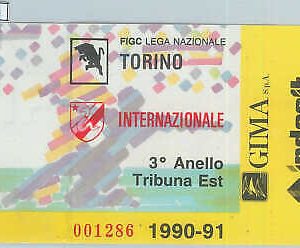 FIGC LEGA NAZIONALE
TORINO
INTERNAZIONALE
3° Anello
Tribuna Est
001286 1990-91
GIMA S.p.A.